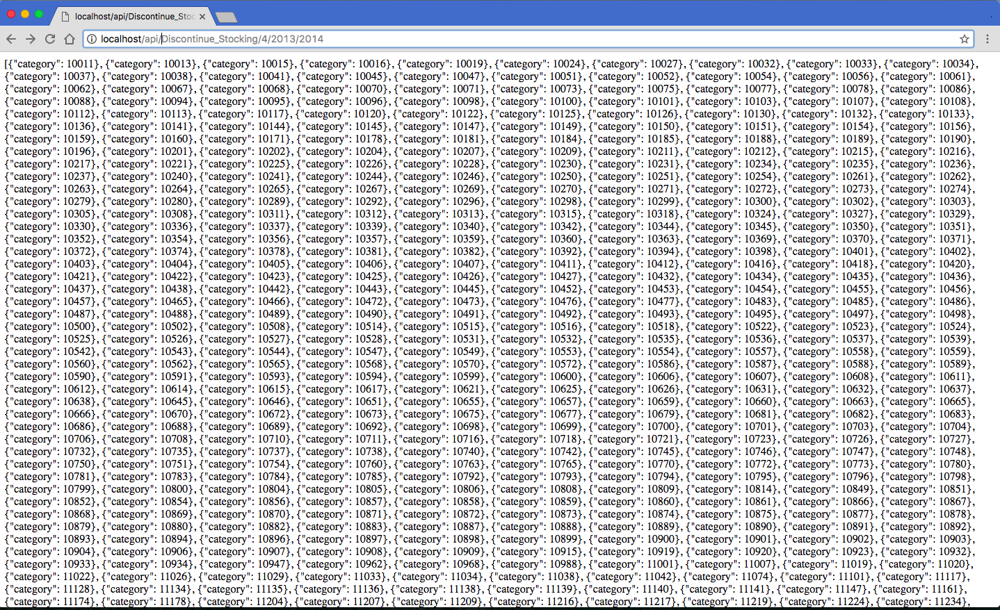 localhost/api/Discontinue_Stoc
localhost/api/Discontinue_Stocking/4/2013/2014
[{"category": 10011}, {"category": 10013}, {"category": 10015}, {"category": 10016}, {"category": 10019}, {"category": 10024}, {"category": 10027}, {"category": 10032}, {"category": 10033}, {"category": 10034},
{"category": 10037}, {"category": 10038}, {"category": 10041}, {"category": 10045}, {"category": 10047}, {"category": 10051}, {"category": 10052}, {"category": 10054}, {"category": 10056}, {"category": 10061},
{"category": 10062}, {"category": 10067}, {"category": 10068}, {"category": 10070}, {"category": 10071}, {"category": 10073}, {"category": 10075}, {"category": 10077}, {"category": 10078}, {"category": 10086},
{"category": 10088}, {"category": 10094}, {"category": 10095}, {"category": 10096}, {"category": 10098}, {"category": 10100}, {"category": 10101}, {"category": 10103}, {"category": 10107}, {"category": 10108},
{"category": 10112}, {"category": 10113}, {"category": 10117}, {"category": 10120}, {"category": 10122}, {"category": 10125}, {"category": 10126}, {"category": 10130}, {"category": 10132}, {"category": 10133},
{"category": 10136}, {"category": 10141}, {"category": 10144}, {"category": 10145}, {"category": 10147}, {"category": 10149}, {"category": 10150}, {"category": 10151}, {"category": 10154}, {"category": 10156},
{"category": 10159}, {"category": 10160}, {"category": 10171}, {"category": 10178}, {"category": 10181}, {"category": 10184}, {"category": 10185}, {"category": 10188}, {"category": 10189}, {"category": 10190},
{"category": 10196}, {"category": 10201}, {"category": 10202}, {"category": 10204}, {"category": 10207}, {"category": 10209}, {"category": 10211}, {"category": 10212}, {"category": 10215}, {"category": 10216},
{"category": 10217}, {"category": 10221}, {"category": 10225}, {"category": 10226}, {"category": 10228}, {"category": 10230}, {"category": 10231}, {"category": 10234}, {"category": 10235}, {"category": 10236},
{"category": 10237}, {"category": 10240}, {"category": 10241}, {"category": 10244}, {"category": 10246}, {"category": 10250}, {"category": 10251}, {"category": 10254}, {"category": 10261}, {"category": 10262},
{"category": 10263}, {"category": 10264}, {"category": 10265}, {"category": 10267}, {"category": 10269}, {"category": 10270}, {"category": 10271}, {"category": 10272}, {"category": 10273}, {"category": 10274},
{"category": 10279}, {"category": 10280}, {"category": 10289}, {"category": 10292}, {"category": 10296}, {"category": 10298}, {"category": 10299}, {"category": 10300}, {"category": 10302}, {"category": 10303},
{"category": 10305}, {"category": 10308}, {"category": 10311}, {"category": 10312}, {"category": 10313}, {"category": 10315}, {"category": 10318}, {"category": 10324}, {"category": 10327}, {"category": 10329},
{"category": 10330}, {"category": 10336}, {"category": 10337}, {"category": 10339}, {"category": 10340}, {"category": 10342}, {"category": 10344}, {"category": 10345}, {"category": 10350}, {"category": 10351},
{"category": 10352}, {"category": 10354}, {"category": 10356}, {"category": 10357}, {"category": 10359}, {"category": 10360}, {"category": 10363}, {"category": 10369}, {"category": 10370}, {"category": 10371},
{"category": 10372}, {"category": 10374}, {"category": 10378}, {"category": 10381}, {"category": 10382}, {"category": 10392}, {"category": 10394}, {"category": 10398}, {"category": 10401}, {"category": 10402},
{"category": 10403}, {"category": 10404}, {"category": 10405}, {"category": 10406}, {"category": 10407}, {"category": 10411}, {"category": 10412}, {"category": 10416}, {"category": 10418}, {"category": 10420},
{"category": 10421}, {"category": 10422}, {"category": 10423}, {"category": 10425}, {"category": 10426}, {"category": 10427}, {"category": 10432}, {"category": 10434}, {"category": 10435}, {"category": 10436},
{"category": 10437}, {"category": 10438}, {"category": 10442}, {"category": 10443}, {"category": 10445}, {"category": 10452}, {"category": 10453}, {"category": 10454}, {"category": 10455}, {"category": 10456},
{"category": 10457}, {"category": 10465}, {"category": 10466}, {"category": 10472}, {"category": 10473}, {"category": 10476}, {"category": 10477}, {"category": 10483}, {"category": 10485}, {"category": 10486},
{"category": 10487}, {"category": 10488}, {"category": 10489}, {"category": 10490}, {"category": 10491}, {"category": 10492}, {"category": 10493}, {"category": 10495}, {"category": 10497}, {"category": 10498},
{"category": 10500}, {"category": 10502}, {"category": 10508}, {"category": 10514}, {"category": 10515}, {"category": 10516}, {"category": 10518}, {"category": 10522}, {"category": 10523}, {"category": 10524},
{"category": 10525}, {"category": 10526}, {"category": 10527}, {"category": 10528}, {"category": 10531}, {"category": 10532}, {"category": 10535}, {"category": 10536}, {"category": 10537}, {"category": 10539},
{"category": 10542}, {"category": 10543}, {"category": 10544}, {"category": 10547}, {"category": 10549}, {"category": 10553}, {"category": 10554}, {"category": 10557}, {"category": 10558}, {"category": 10559},
{"category": 10560}, {"category": 10562}, {"category": 10565}, {"category": 10568}, {"category": 10570}, {"category": 10572}, {"category": 10586}, {"category": 10587}, {"category": 10588}, {"category": 10589},
{"category": 10590}, {"category": 10591}, {"category": 10593}, {"category": 10594}, {"category": 10599}, {"category": 10600}, {"category": 10606}, {"category": 10607}, {"category": 10608}, {"category": 10611},
{"category": 10612}, {"category": 10614}, {"category": 10615}, {"category": 10617}, {"category": 10621}, {"category": 10625}, {"category": 10626}, {"category": 10631}, {"category": 10632}, {"category": 10637},
{"category": 10638}, {"category": 10645}, {"category": 10646}, {"category": 10651}, {"category": 10655}, {"category": 10657}, {"category": 10659}, {"category": 10660}, {"category": 10663}, {"category": 10665},
{"category": 10666}, {"category": 10670}, {"category": 10672}, {"category": 10673}, {"category": 10675}, {"category": 10677}, {"category": 10679}, {"category": 10681}, {"category": 10682}, {"category": 10683},
{"category": 10686}, {"category": 10688}, {"category": 10689}, {"category": 10692}, {"category": 10698}, {"category": 10699}, {"category": 10700}, {"category": 10701}, {"category": 10703}, {"category": 10704},
{"category": 10706}, {"category": 10708}, {"category": 10710}, {"category": 10711}, {"category": 10716}, {"category": 10718}, {"category": 10721}, {"category": 10723}, {"category": 10726}, {"category": 10727},
{"category": 10732}, {"category": 10735}, {"category": 10737}, {"category": 10738}, {"category": 10740}, {"category": 10742}, {"category": 10745}, {"category": 10746}, {"category": 10747}, {"category": 10748},
{"category": 10750}, {"category": 10751}, {"category": 10754}, {"category": 10760}, {"category": 10763}, {"category": 10765}, {"category": 10770}, {"category": 10772}, {"category": 10773}, {"category": 10780},
{"category": 10781}, {"category": 10783}, {"category": 10784}, {"category": 10785}, {"category": 10792}, {"category": 10793}, {"category": 10794}, {"category": 10795}, {"category": 10796}, {"category": 10798},
{"category": 10799}, {"category": 10800}, {"category": 10804}, {"category": 10805}, {"category": 10806}, {"category": 10808}, {"category": 10809}, {"category": 10814}, {"category": 10849}, {"category": 10851},
{"category": 10852}, {"category": 10854}, {"category": 10856}, {"category": 10857}, {"category": 10858}, {"category": 10859}, {"category": 10860}, {"category": 10861}, {"category": 10866}, {"category": 10867},
{"category": 10868}, {"category": 10869}, {"category": 10870}, {"category": 10871}, {"category": 10872}, {"category": 10873}, {"category": 10874}, {"category": 10875}, {"category": 10877}, {"category": 10878},
{"category": 10879}, {"category": 10880}, {"category": 10882}, {"category": 10883}, {"category": 10887}, {"category": 10888}, {"category": 10889}, {"category": 10890}, {"category": 10891}, {"category": 10892},
{"category": 10893}, {"category": 10894}, {"category": 10896}, {"category": 10897}, {"category": 10898}, {"category": 10899}, {"category": 10900}, {"category": 10901}, {"category": 10902}, {"category": 10903},
{"category": 10904}, {"category": 10906}, {"category": 10907}, {"category": 10908}, {"category": 10909}, {"category": 10915}, {"category": 10919}, {"category": 10920}, {"category": 10923}, {"category": 10932},
{"category": 10933}, {"category": 10934}, {"category": 10947}, {"category": 10962}, {"category": 10968}, {"category": 10988}, {"category": 11001}, {"category": 11007}, {"category": 11019}, {"category": 11020},
{"category": 11022}, {"category": 11026}, {"category": 11029}, {"category": 11033}, {"category": 11034}, {"category": 11038}, {"category": 11042}, {"category": 11074}, {"category": 11101}, {"category": 11117},
{"category": 11128}, {"category": 11134}, {"category": 11135}, {"category": 11136}, {"category": 11138}, {"category": 11139}, {"category": 11140}, {"category": 11141}, {"category": 11147}, {"category": 11161},
{"category": 11174}, {"category": 11178}, {"category": 11204}, {"category": 11207}, {"category": 11209}, {"category": 11216}, {"category": 11217}, {"category": 11219}, {"category": 11224}, {"category": 11234},